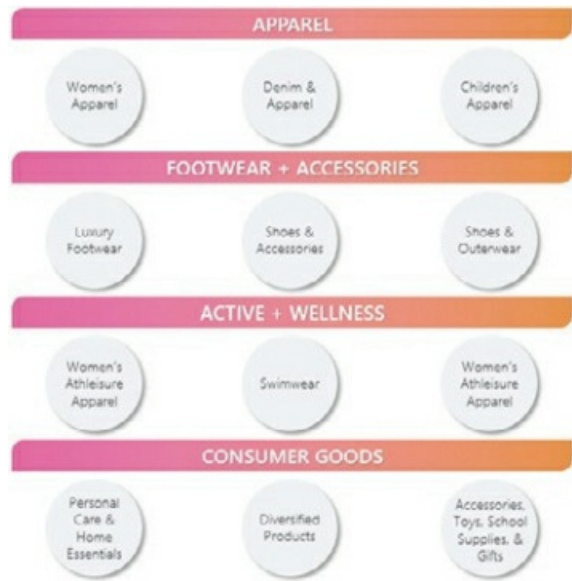 APPAREL
Women's
Apparel
Denim &
Apparel
Children's
Apparel
FOOTWEAR + ACCESSORIES
Luxury
Footwear
Shoes &
Accessories
Shoes &
Outerwear
ACTIVE + WELLNESS
Women's
Athleisure
Apparel
Swimwear
Women's
Athleisure
Apparel
CONSUMER GOODS
Personal
Care &
Home
Essentials
Diversified
Products
Accessories,
Toys, School
Supplies, &
Gifts